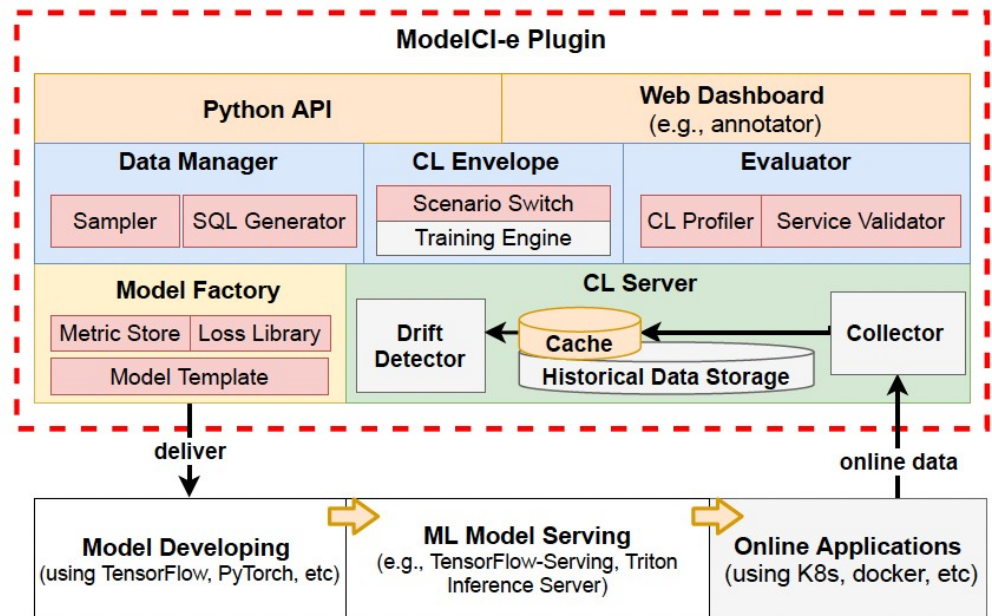 ModelCI-e Plugin
Python API
Web Dashboard
(e.g., annotator)
Data Manager
CL Envelope
Evaluator
Sampler
SQL Generator
Scenario Switch
Training Engine
CL Profiler
Service Validator
Model Factory
CL Server
Metric Store
Loss Library
Model Template
Drift
Detector
Cache
Historical Data Storage
Collector
deliver
online data
Model Developing
(using TensorFlow, PyTorch, etc)
ML Model Serving
(e.g., TensorFlow-Serving, Triton
Inference Server)
Online Applications
(using K8s, docker, etc)